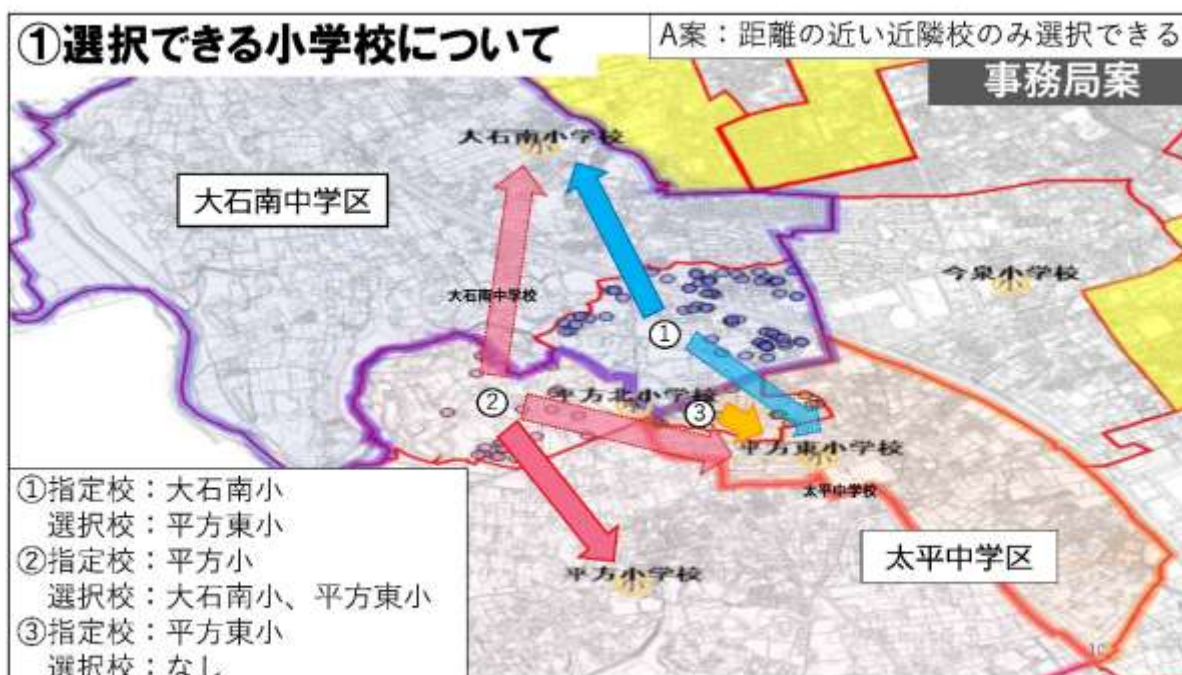 ①選択できる小学校について
A案：距離の近い近隣校のみ選択できる
事務局案
大石南小学校
大石南中学区
今泉小学校
大石南中学校
①
②
平方北小学校
③
平方東小学校
太平中学校
太平中学区
平方小学校
①指定校：大石南小
選択校：平方東小
②指定校：平方小
選択校：大石南小、平方東小
③指定校：平方東小
選択校：なし
10